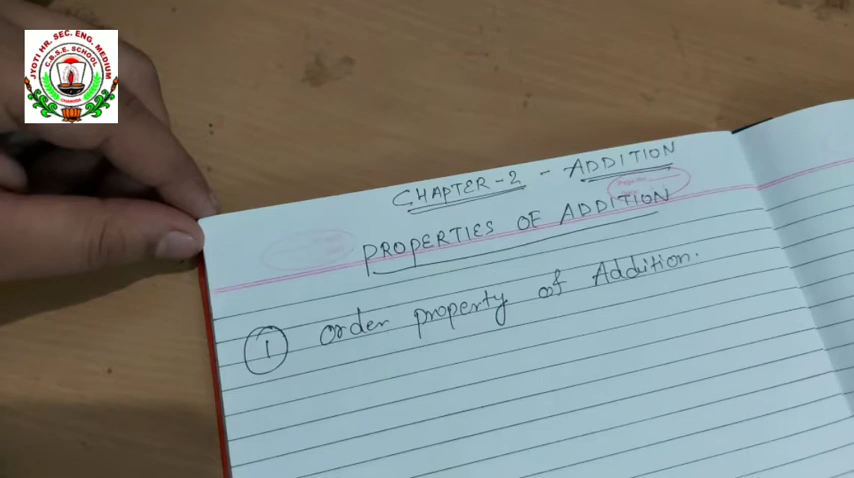 JYOTI HR. SEC. ENG. MEDIUM
C.B.S.E. SCHOOL
CHAPTER-2 - ADDITION
PROPERTIES OF ADDITION
1 Order property of Addition.